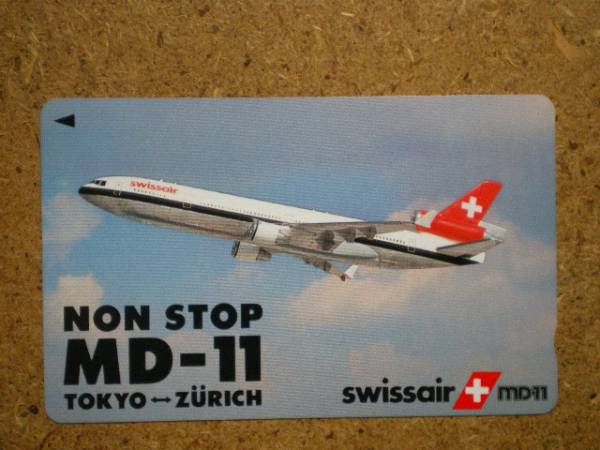 swissair
NON STOP
MD-11
TOKYO ↔ ZÜRICH
swissair MD-11